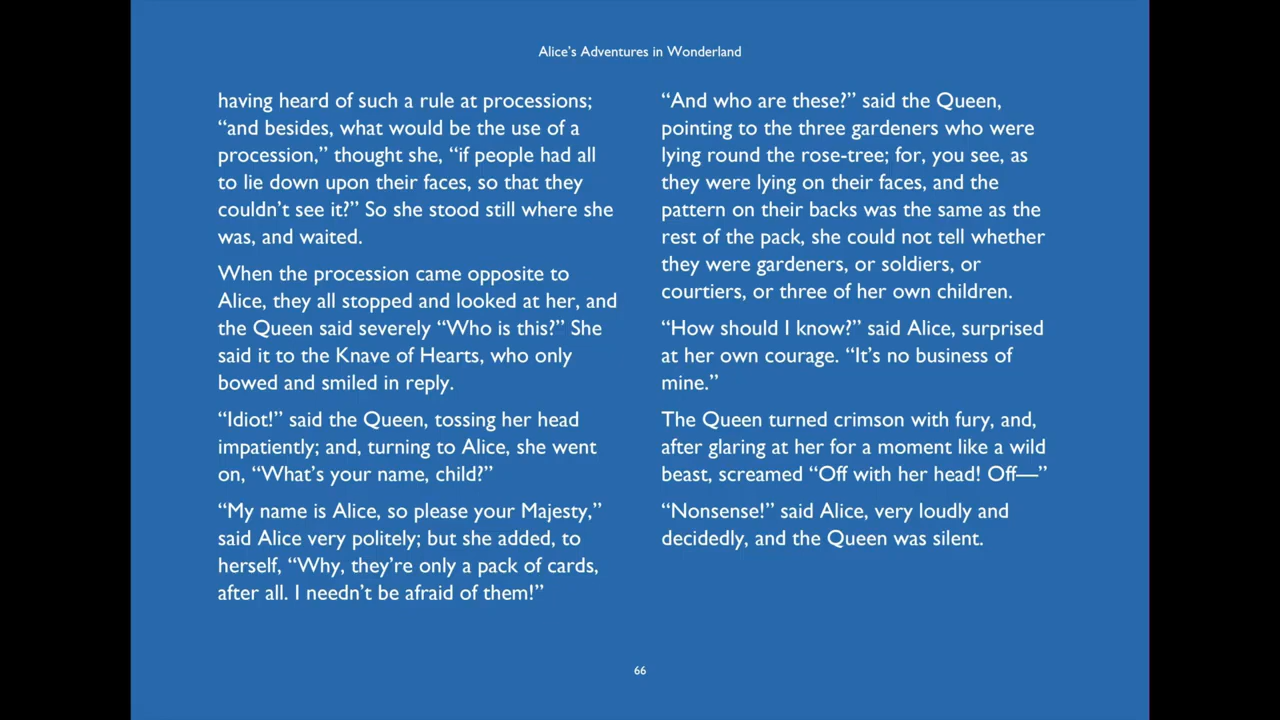 Alice’s Adventures in Wonderland
having heard of such a rule at processions;
“and besides, what would be the use of a
procession,” thought she, “if people had all
to lie down upon their faces, so that they
couldn’t see it?” So she stood still where she
was, and waited.
When the procession came opposite to
Alice, they all stopped and looked at her, and
the Queen said severely “Who is this?” She
said it to the Knave of Hearts, who only
bowed and smiled in reply.
“Idiot!” said the Queen, tossing her head
impatiently; and, turning to Alice, she went
on, “What’s your name, child?”
“My name is Alice, so please your Majesty,”
said Alice very politely; but she added, to
herself, “Why, they’re only a pack of cards,
after all. I needn’t be afraid of them!”
“And who are these?” said the Queen,
pointing to the three gardeners who were
lying round the rose-tree; for, you see, as
they were lying on their faces, and the
pattern on their backs was the same as the
rest of the pack, she could not tell whether
they were gardeners, or soldiers, or
courtiers, or three of her own children.
“How should I know?” said Alice, surprised
at her own courage. “It’s no business of
mine.”
The Queen turned crimson with fury, and,
after glaring at her for a moment like a wild
beast, screamed “Off with her head! Off—”
“Nonsense!” said Alice, very loudly and
decidedly, and the Queen was silent.
66